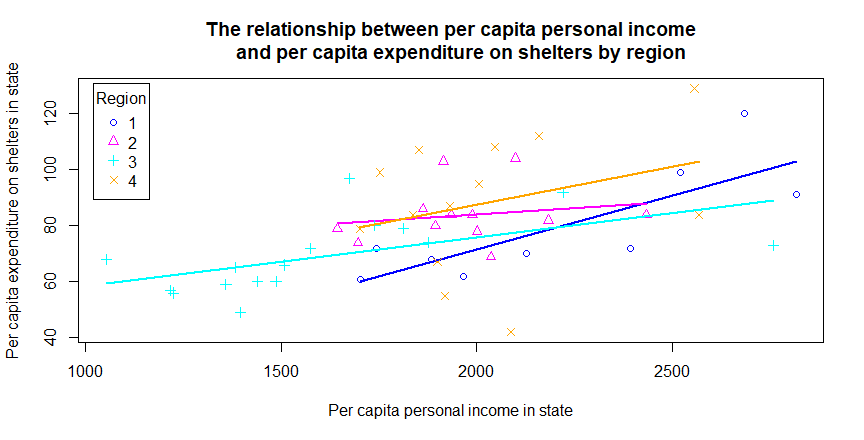 The relationship between per capita personal income
and per capita expenditure on shelters by region
Per capita expenditure on shelters in state
120
100
80
60
40
Region
1
2
3
4
1000 1500 2000 2500
Per capita personal income in state